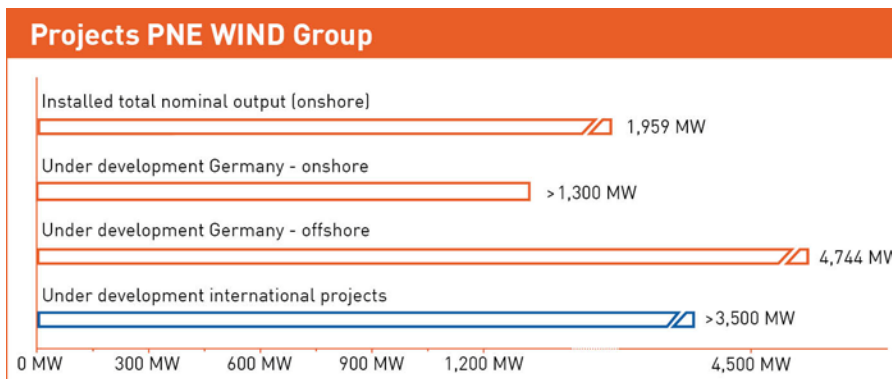 Projects PNE WIND Group
Installed total nominal output (onshore)
1,959 MW
Under development Germany - onshore
>1,300 MW
Under development Germany - offshore
4,744 MW
Under development international projects
>3,500 MW
0 MW 300 MW 600 MW 900 MW 1,200 MW 4,500 MW